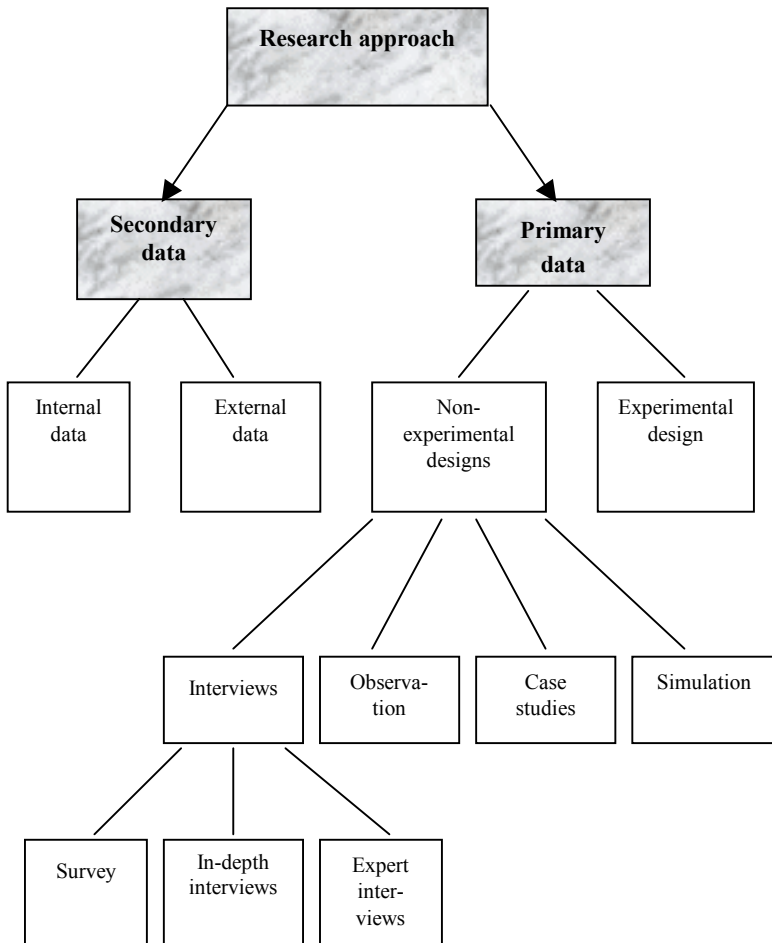 Research approach
Secondary
data
Primary
data
Internal
data
External
data
Non-
experimental
designs
Experimental
design
Interviews
Observa-
tion
Case
studies
Simulation
Survey
In-depth
interviews
Expert
inter-
views